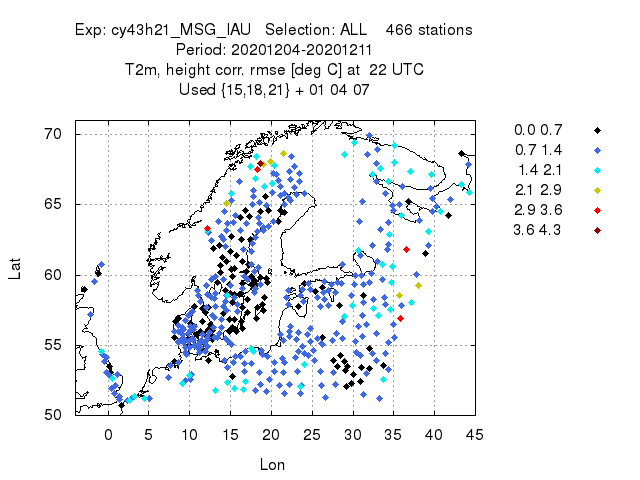 Exp: cy43h21_MSG_IAU Selection: ALL 466 stations
Period: 20201204-20201211
T2m, height corr. rmse [deg C] at 22 UTC
Used {15,18,21} + 01 04 07
70
65
60
55
50
Lat
0 5 10 15 20 25 30 35 40 45
Lon
0.0 0.7
0.7 1.4
1.4 2.1
2.1 2.9
2.9 3.6
3.6 4.3